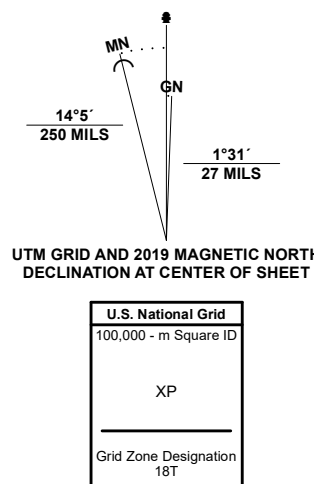 MN
GN
14°5´
250 MILS
1°31´
27 MILS
UTM GRID AND 2019 MAGNETIC NORTH
DECLINATION AT CENTER OF SHEET
U.S. National Grid
100,000 - m Square ID
XP
Grid Zone Designation
18T